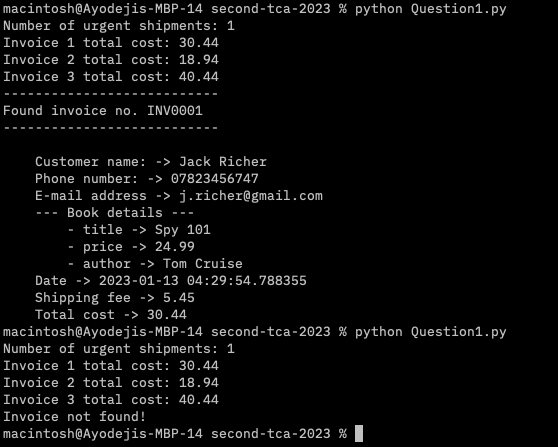 macintosh@Ayodejis-MBP-14 second-tca-2023 % python Question1.py
Number of urgent shipments: 1
Invoice 1 total cost: 30.44
Invoice 2 total cost: 18.94
Invoice 3 total cost: 40.44
---------------------------
Found invoice no. INV0001
---------------------------
Customer name: -> Jack Richer
Phone number: -> 07823456747
E-mail address -> j.richer@gmail.com
--- Book details ---
- title -> Spy 101
- price -> 24.99
- author -> Tom Cruise
Date -> 2023-01-13 04:29:54.788355
Shipping fee -> 5.45
Total cost -> 30.44
macintosh@Ayodejis-MBP-14 second-tca-2023 % python Question1.py
Number of urgent shipments: 1
Invoice 1 total cost: 30.44
Invoice 2 total cost: 18.94
Invoice 3 total cost: 40.44
Invoice not found!
macintosh@Ayodejis-MBP-14 second-tca-2023 %